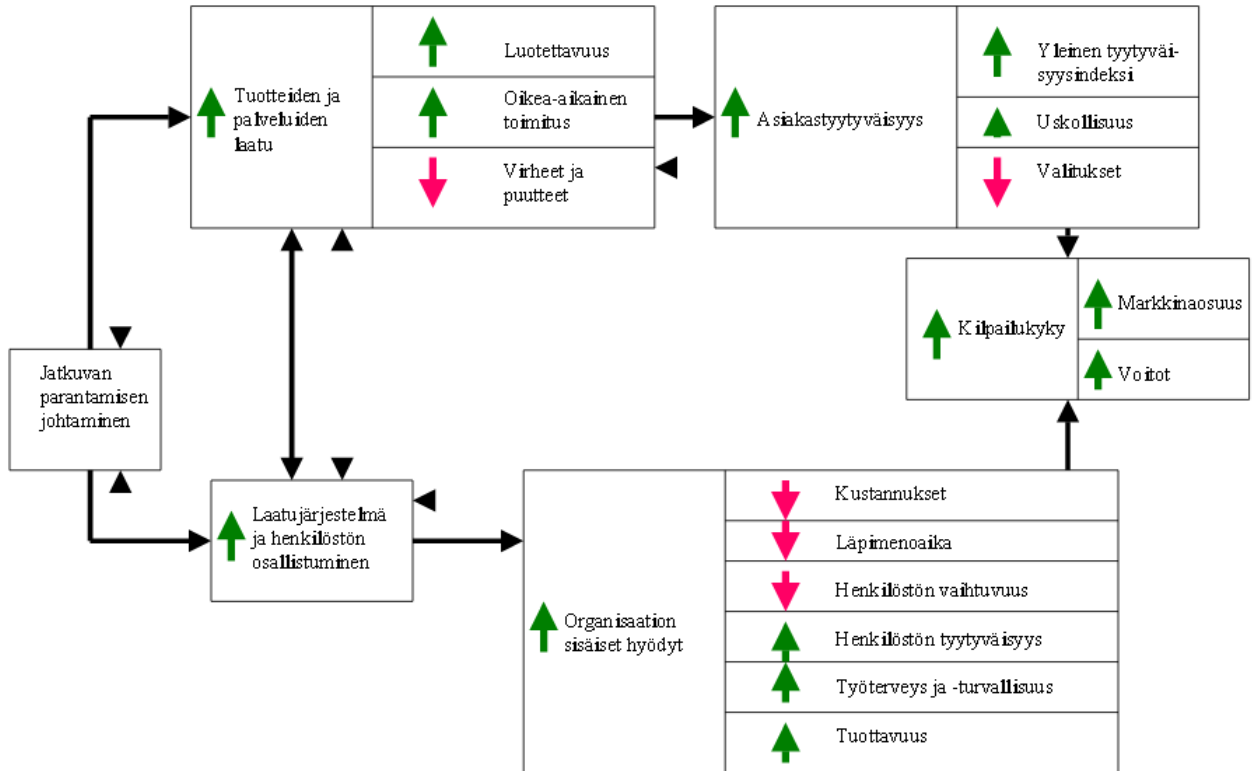 Tuotteiden ja
palveluiden
laatu
Luotettavuus
Oikea-aikainen
toimitus
Virheet ja
puutteet
Asiakastyytyväisyys
Yleinen tyytyväi-
syysindeksi
Uskollisuus
Valitukset
Kilpailukyky
Markkinaosuus
Voitot
Jatkuvan
parantamisen
johtaminen
Laatujärjestelmä
ja henkilöstön
osallistuminen
Organisaation
sisäiset hyödyt
Kustannukset
Läpimenoaika
Henkilöstön vaihtuvuus
Henkilöstön tyytyväisyys
Työterveys ja -turvallisuus
Tuottavuus